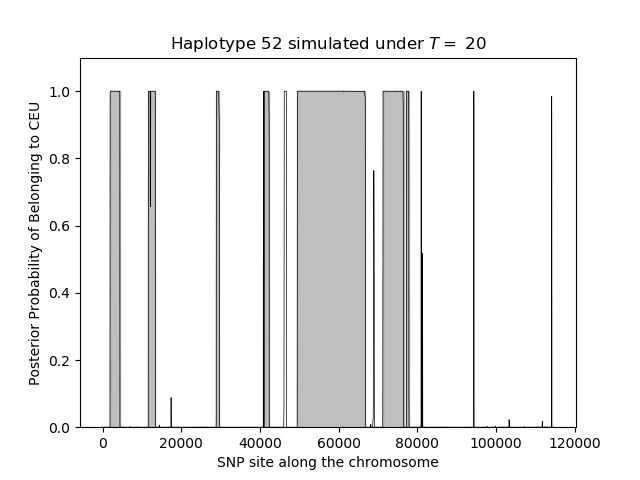 Haplotype 52 simulated under T = 20
Posterior Probability of Belonging to CEU
1.0
0.8
0.6
0.4
0.2
0.0
0 20000 40000 60000 80000 100000 120000
SNP site along the chromosome